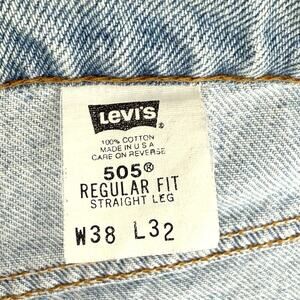 Levi's
100% COTTON
MADE IN U S A
CARE ON REVERSE
505®
REGULAR FIT
STRAIGHT LEG
W38 L32